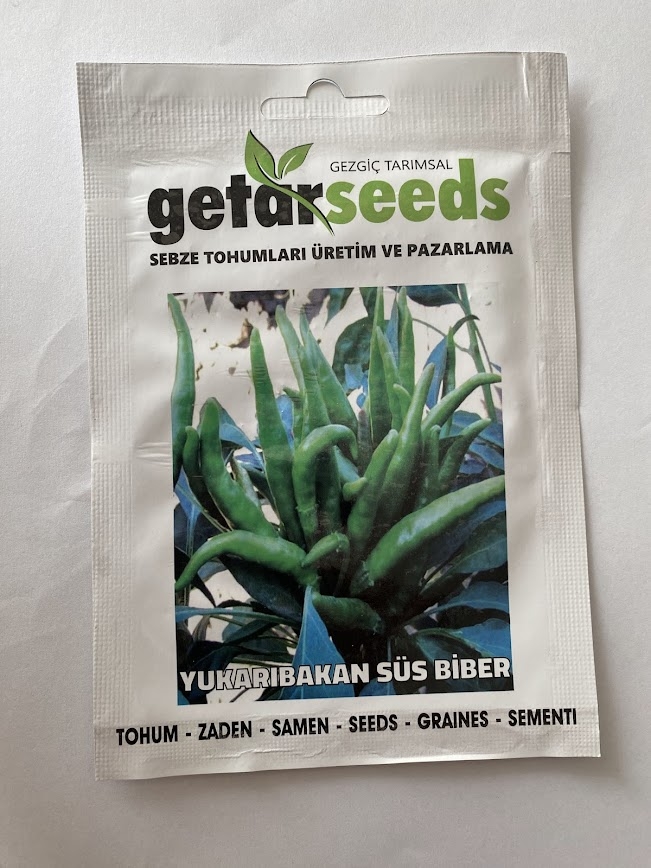 GEZGİÇ TARIMSAL
getarseeds
SEBZE TOHUMLARI ÜRETİM VE PAZARLAMA
YUKARIBAKAN SÜS BİBER
TOHUM - ZADEN - SAMEN - SEEDS - GRAINES - SEMENTI